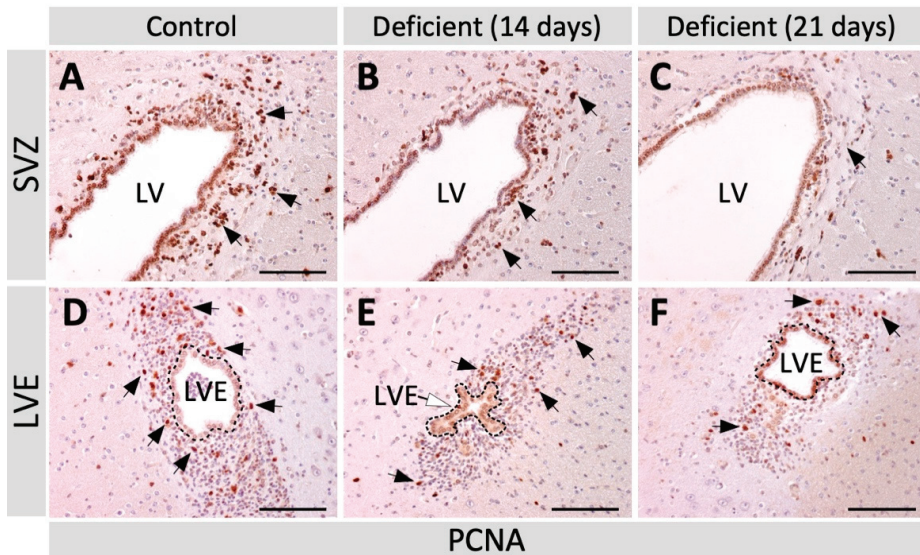 Control Deficient (14 days) Deficient (21 days)
SVZ
A B C
LV LV LV
LVE
D E F
LVE LVE LVE
PCNA